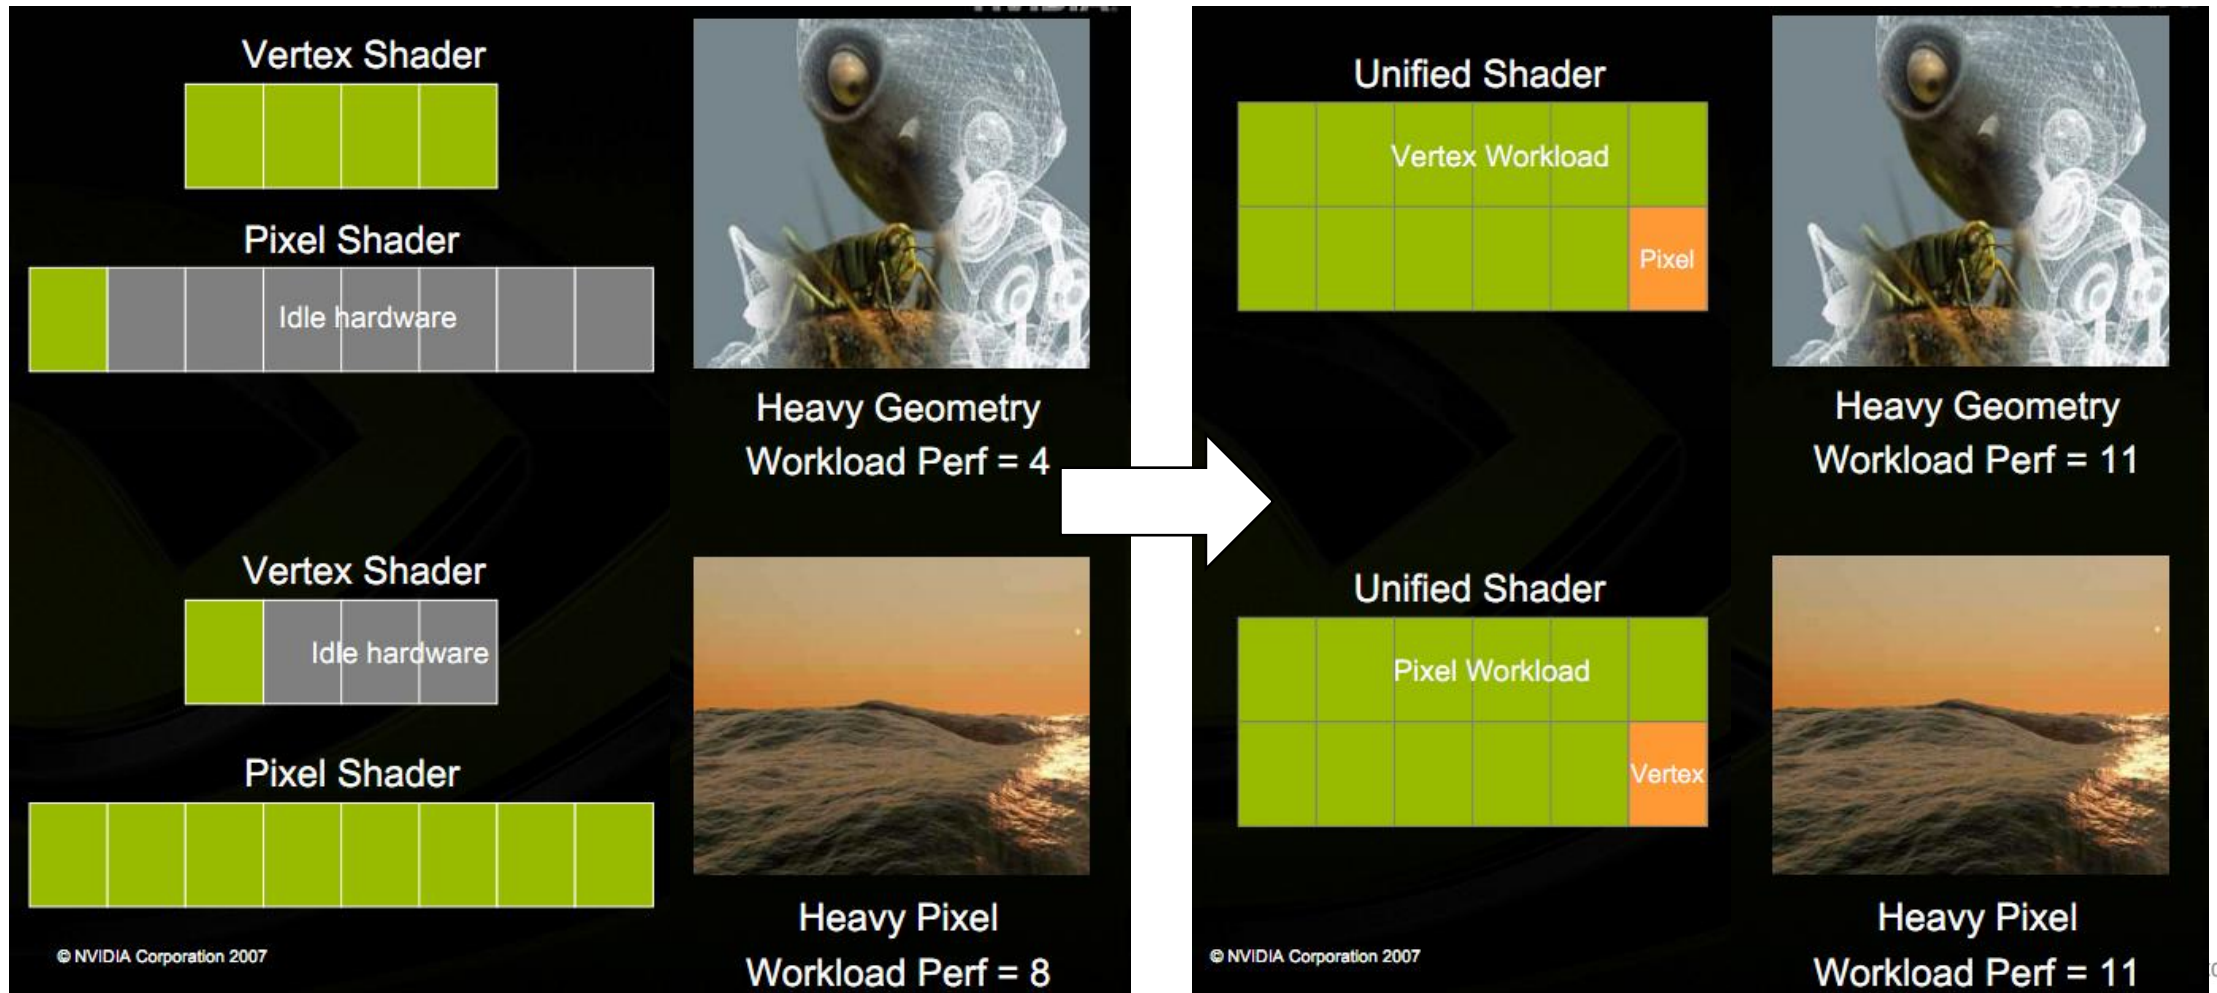 Vertex Shader
Pixel Shader
Idle hardware
Heavy Geometry
Workload Perf = 4
Vertex Shader
Idle hardware
Pixel Shader
Heavy Pixel
Workload Perf = 8
© NVIDIA Corporation 2007
Unified Shader
Vertex Workload
Pixel
Heavy Geometry
Workload Perf = 11
Unified Shader
Pixel Workload
Vertex
Heavy Pixel
Workload Perf = 11
© NVIDIA Corporation 2007